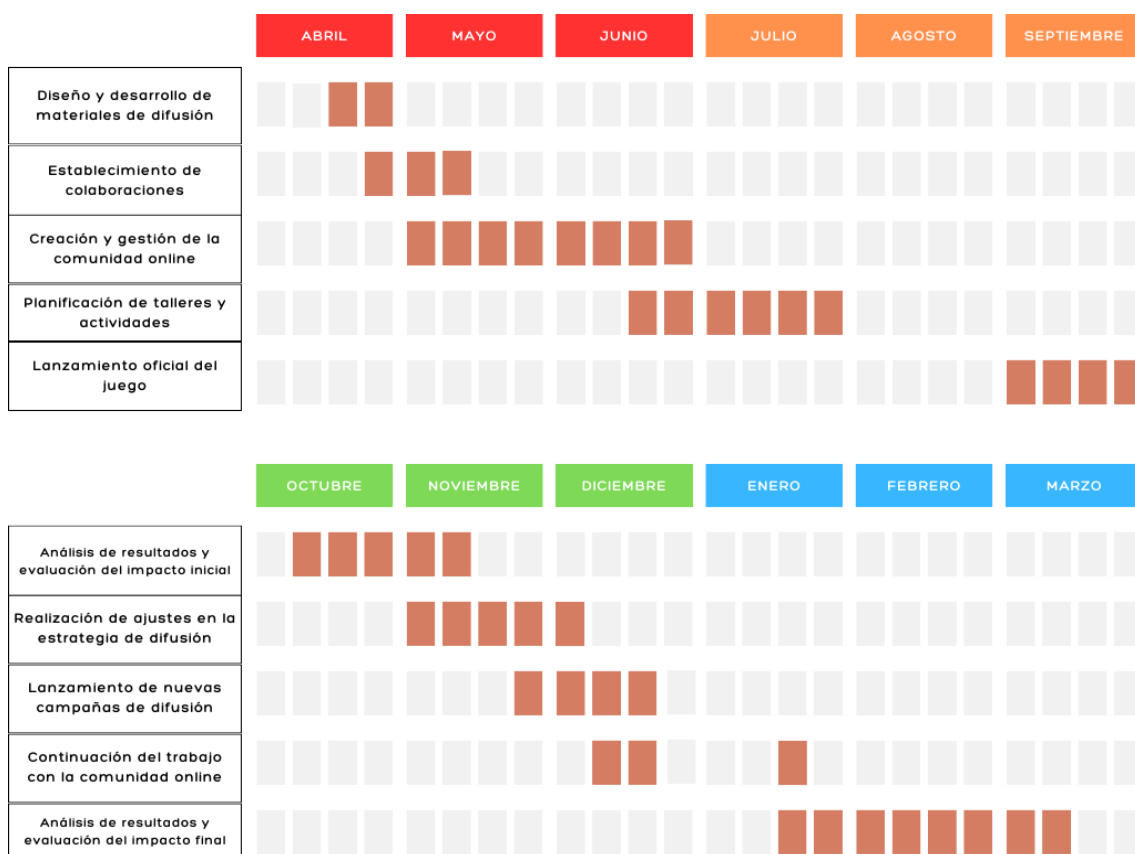 ABRIL MAYO JUNIO JULIO AGOSTO SEPTIEMBRE
Diseño y desarrollo de
materiales de difusión
Establecimiento de
colaboraciones
Creación y gestión de la
comunidad online
Planificación de talleres y
actividades
Lanzamiento oficial del
juego
OCTUBRE NOVIEMBRE DICIEMBRE ENERO FEBRERO MARZO
Análisis de resultados y
evaluación del impacto inicial
Realización de ajustes en la
estrategia de difusión
Lanzamiento de nuevas
campañas de difusión
Continuación del trabajo
con la comunidad online
Análisis de resultados y
evaluación del impacto final